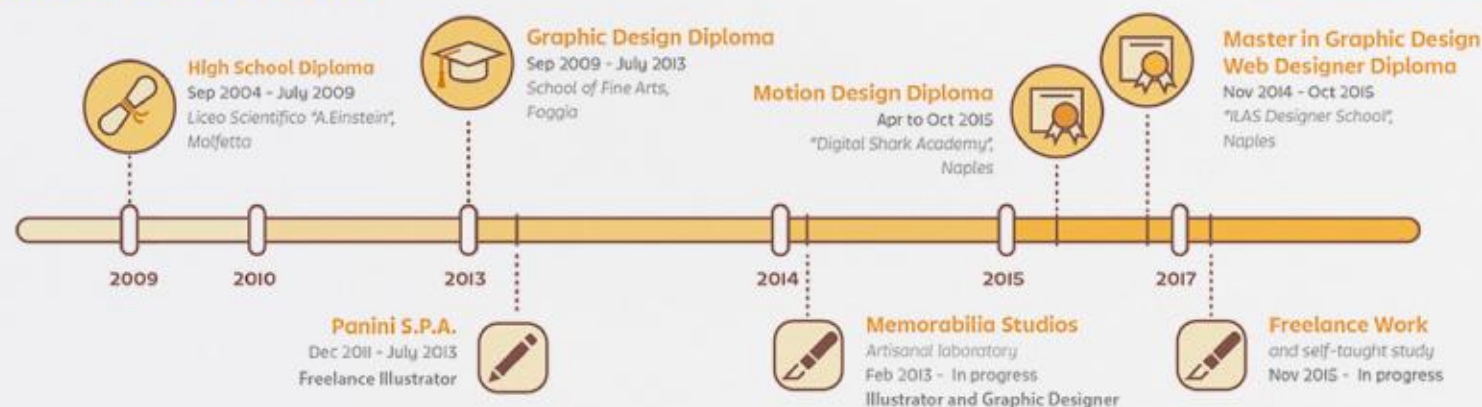 High School Diploma
Sep 2004 - July 2009
Liceo Scientifico "A.Einstein",
Molfetta
Graphic Design Diploma
Sep 2009 - July 2013
School of Fine Arts,
Foggia
Motion Design Diploma
Apr to Oct 2015
"Digital Shark Academy",
Naples
Master in Graphic Design
Web Designer Diploma
Nov 2014 - Oct 2015
"ILAS Designer School",
Naples
2009
2010
2013
2014
2015
2017
Panini S.P.A.
Dec 2011 - July 2013
Freelance Illustrator
Memorabilia Studios
Artisanal laboratory
Feb 2013 - In progress
Illustrator and Graphic Designer
Freelance Work
and self-taught study
Nov 2015 - In progress